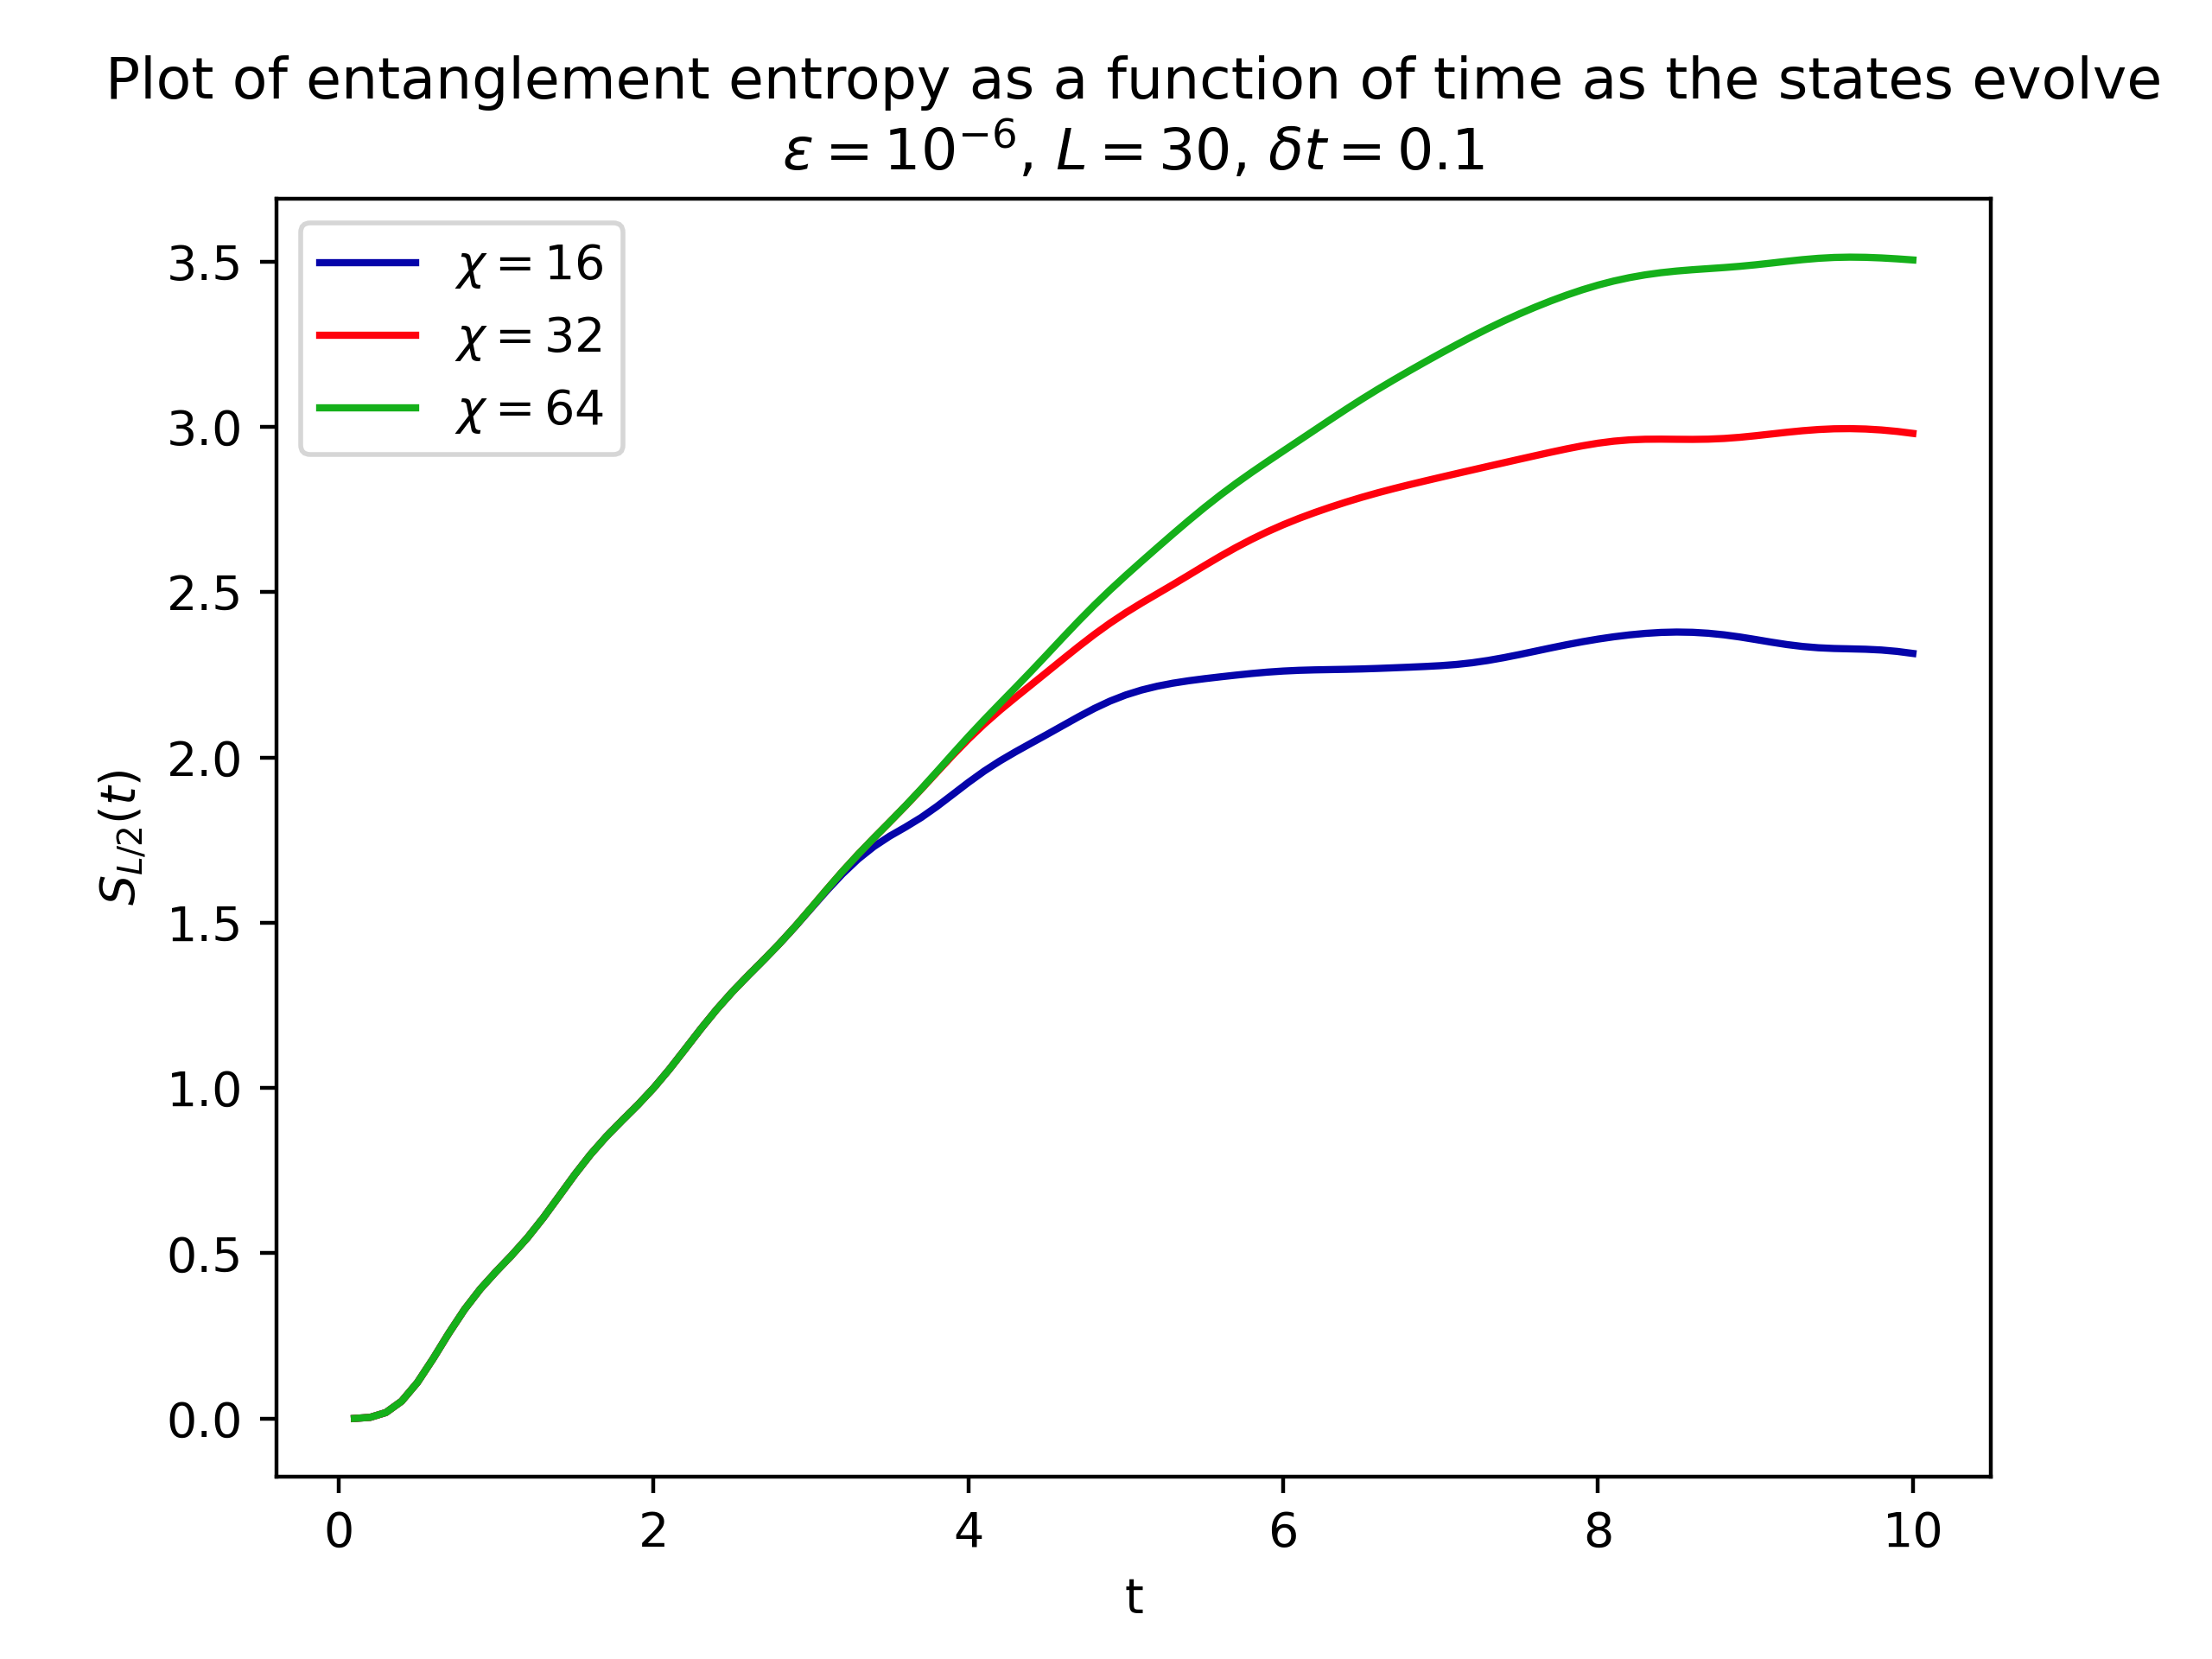 Plot of entanglement entropy as a function of time as the states evolve
ε = 10⁻⁶, L = 30, δt = 0.1
χ = 16
χ = 32
χ = 64
3.5
3.0
2.5
2.0
1.5
1.0
0.5
0.0
S_{L/2}(t)
0 2 4 6 8 10
t